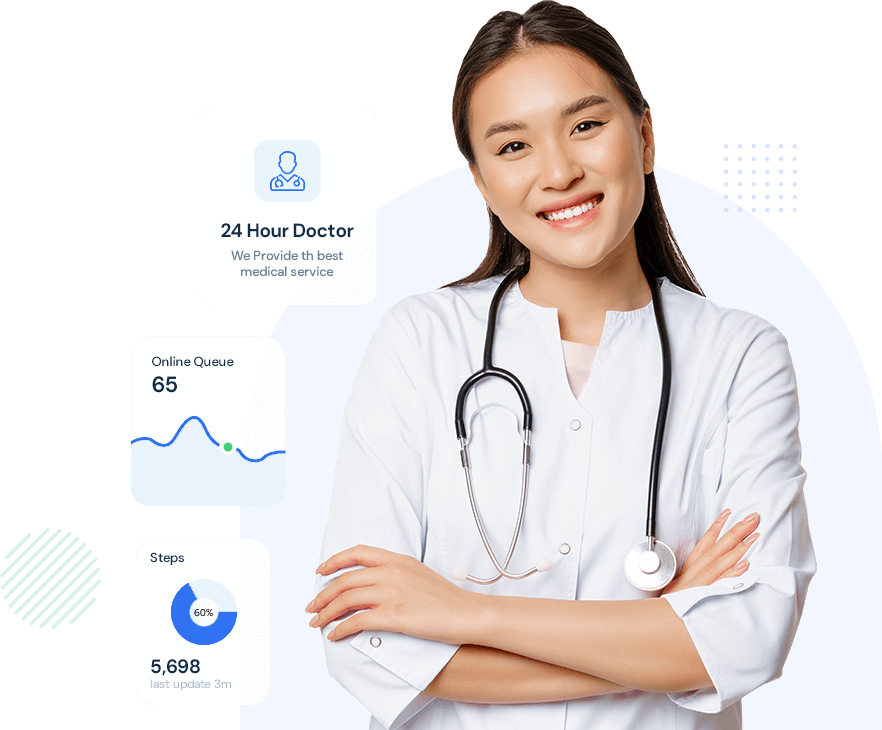 24 Hour Doctor
We Provide th best
medical service
Online Queue
65
Steps
60%
5,698
last update 3m